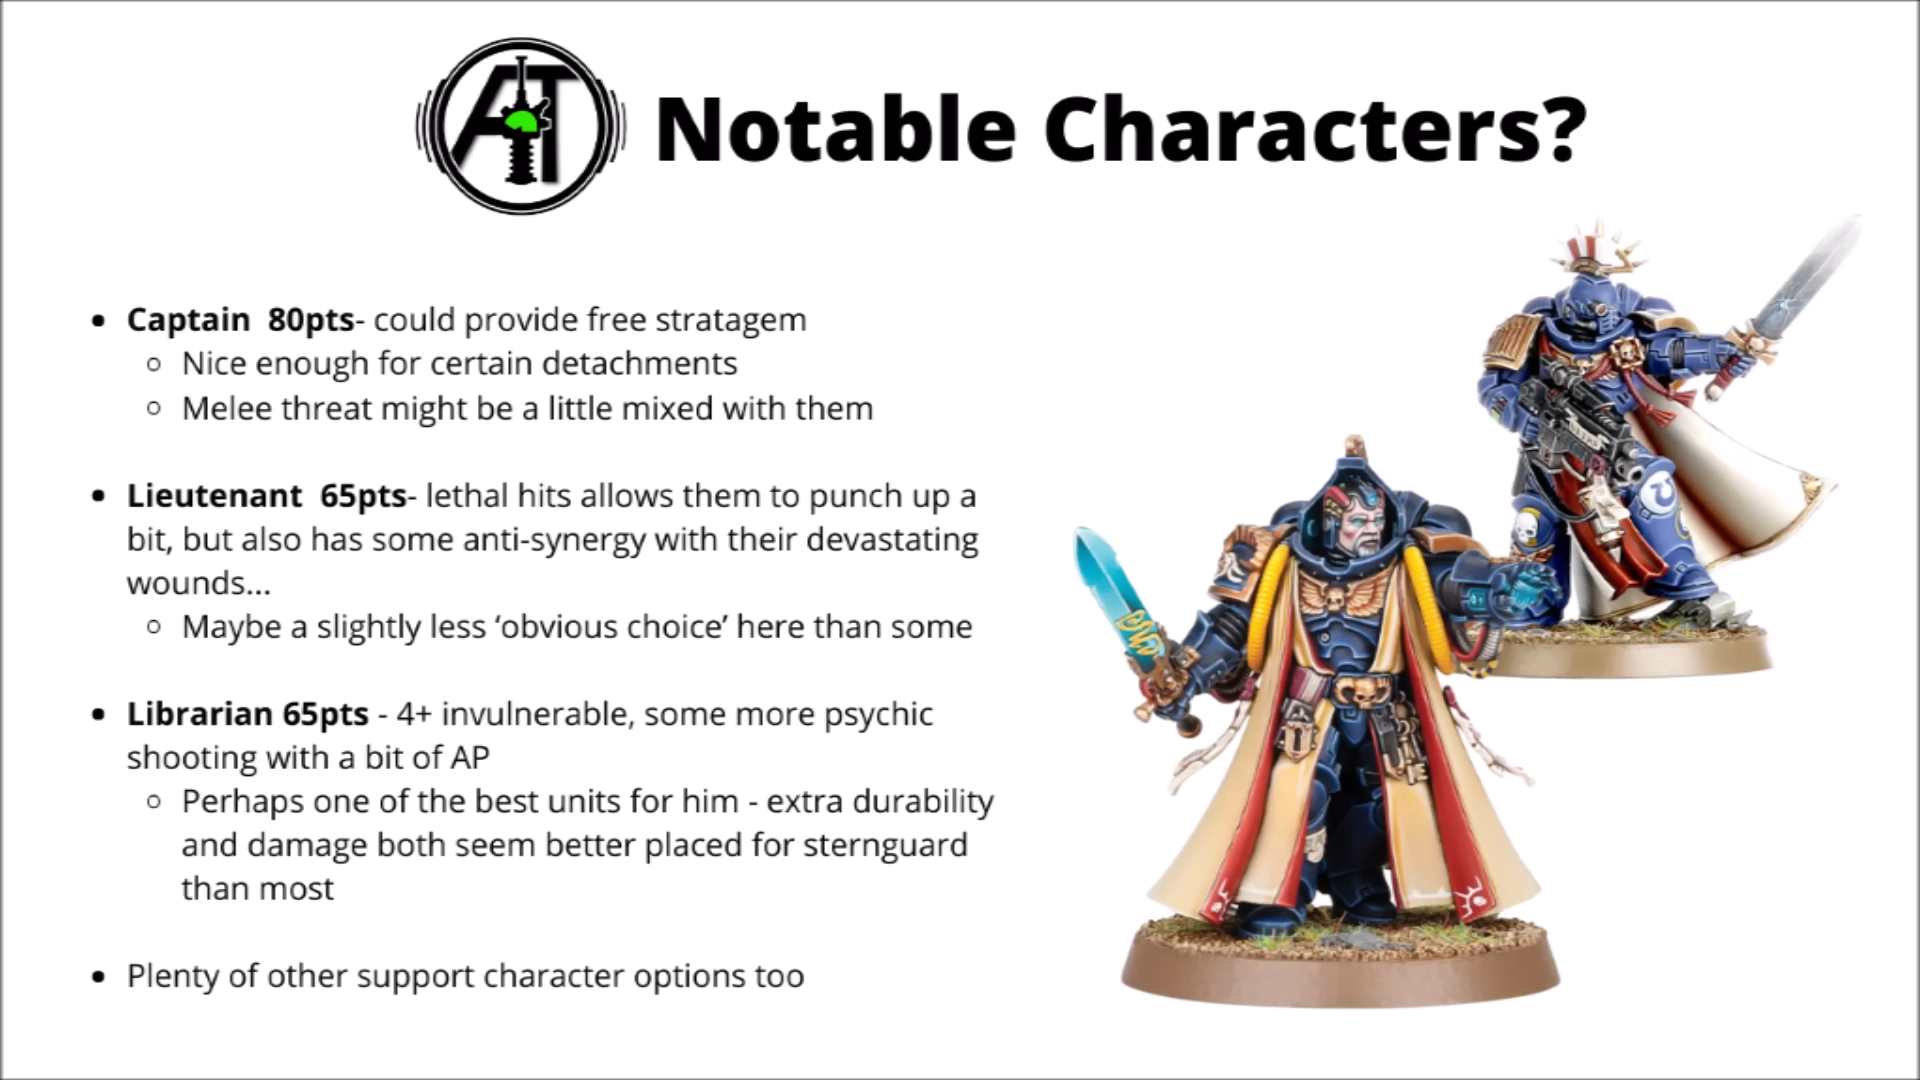 AT
Notable Characters?
• Captain 80pts- could provide free stratagem
○ Nice enough for certain detachments
○ Melee threat might be a little mixed with them
• Lieutenant 65pts- lethal hits allows them to punch up a
bit, but also has some anti-synergy with their devastating
wounds...
○ Maybe a slightly less ‘obvious choice’ here than some
• Librarian 65pts - 4+ invulnerable, some more psychic
shooting with a bit of AP
○ Perhaps one of the best units for him - extra durability
and damage both seem better placed for sternguard
than most
• Plenty of other support character options too